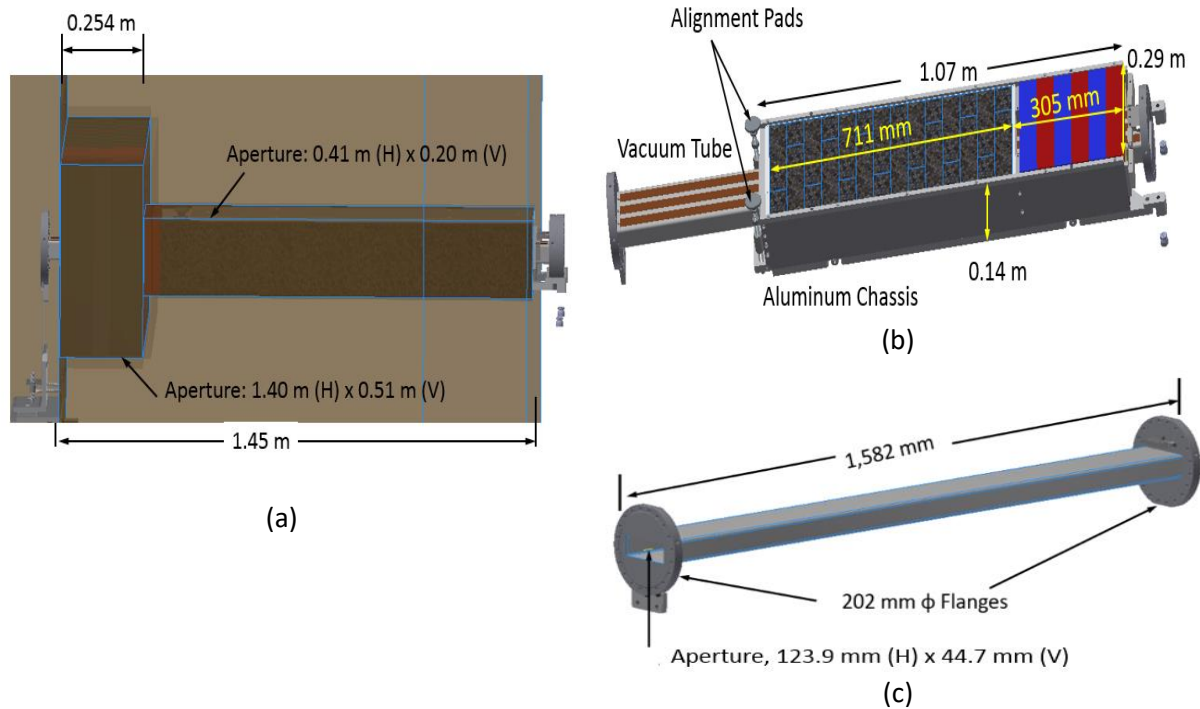 0.254 m
Aperture: 0.41 m (H) x 0.20 m (V)
Aperture: 1.40 m (H) x 0.51 m (V)
1.45 m
(a)
Alignment Pads
1.07 m
0.29 m
711 mm
305 mm
Vacuum Tube
0.14 m
Aluminum Chassis
(b)
1,582 mm
202 mm ϕ Flanges
Aperture, 123.9 mm (H) x 44.7 mm (V)
(c)